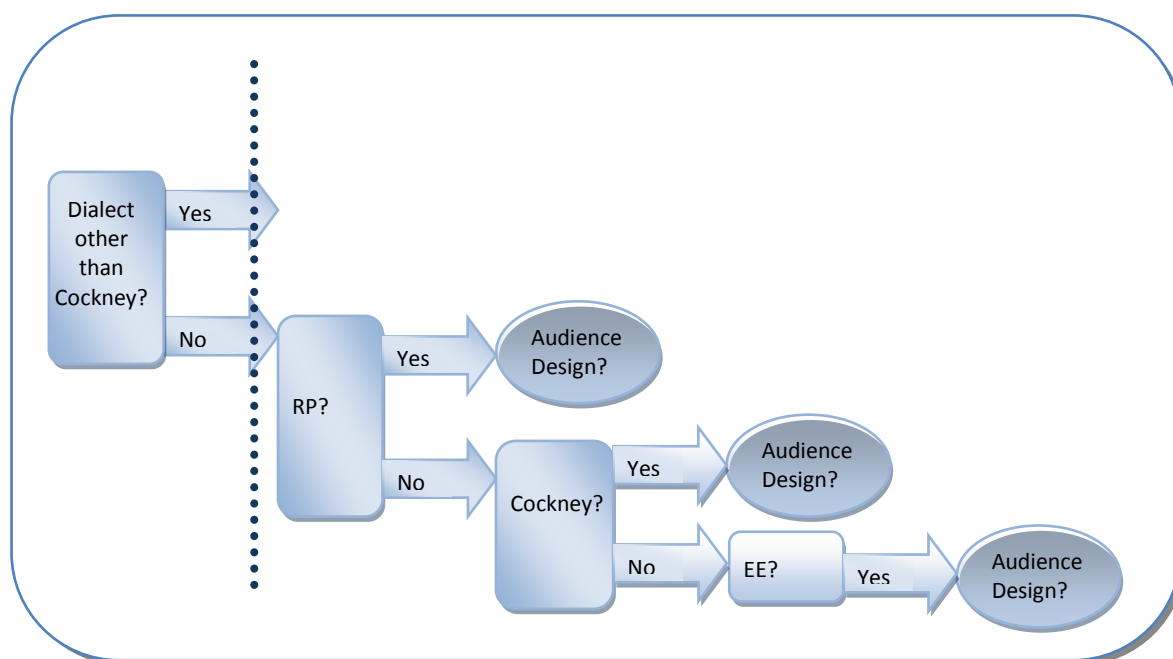 Dialect
other
than
Cockney?
Yes
No
RP?
Yes
Audience
Design?
No
Cockney?
Yes
Audience
Design?
No
EE?
Yes
Audience
Design?